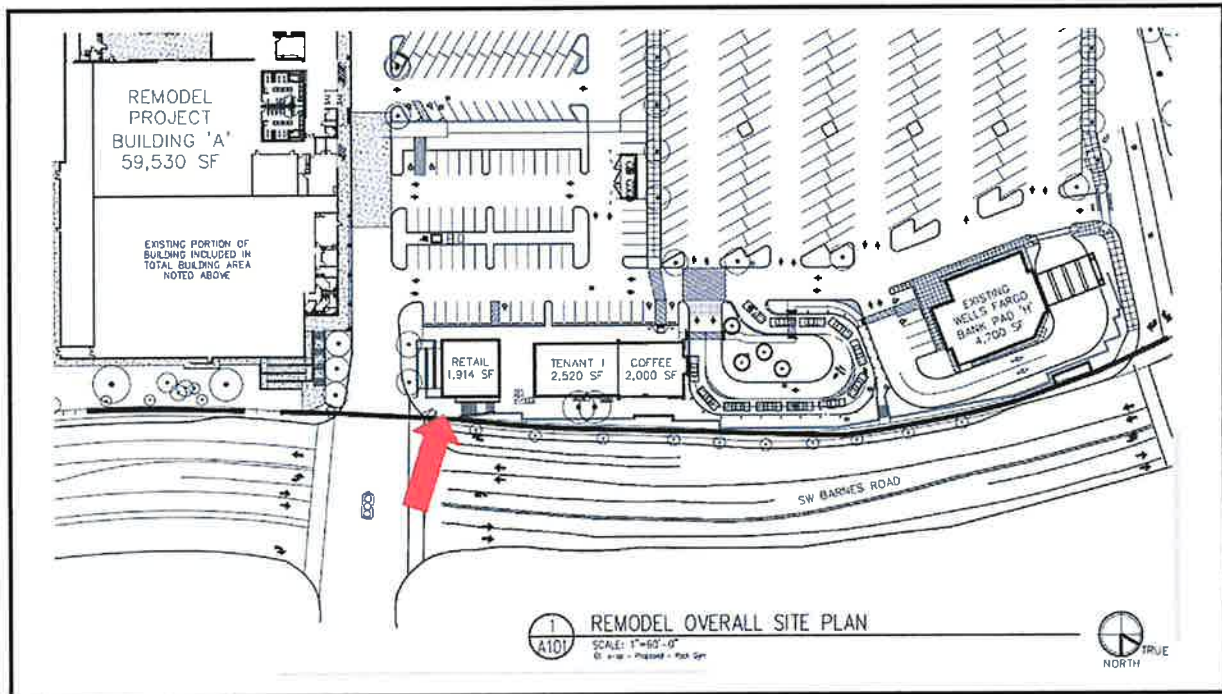 REMODEL
PROJECT
BUILDING 'A'
59,530 SF
EXISTING PORTION OF
BUILDING INCLUDED IN
TOTAL BUILDING AREA
NOTED ABOVE
RETAIL
1,914 SF
TENANT 1
2,520 SF
COFFEE
2,000 SF
EXISTING
WELLS FARGO
BANK PAD 'H'
4,700 SF
SW BARNES ROAD
1
A101
REMODEL OVERALL SITE PLAN
SCALE: 1"=60'-0"
NORTH
TRUE